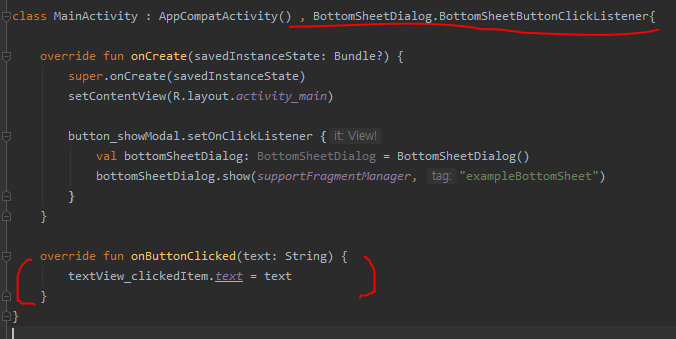 class MainActivity : AppCompatActivity() , BottomSheetDialog.BottomSheetButtonClickListener{
override fun onCreate(savedInstanceState: Bundle?) {
super.onCreate(savedInstanceState)
setContentView(R.layout.activity_main)
button_showModal.setOnClickListener { it: View!
val bottomSheetDialog: BottomSheetDialog = BottomSheetDialog()
bottomSheetDialog.show(supportFragmentManager, tag: "exampleBottomSheet")
}
}
override fun onButtonClicked(text: String) {
textView_clickedItem.text = text
}
}